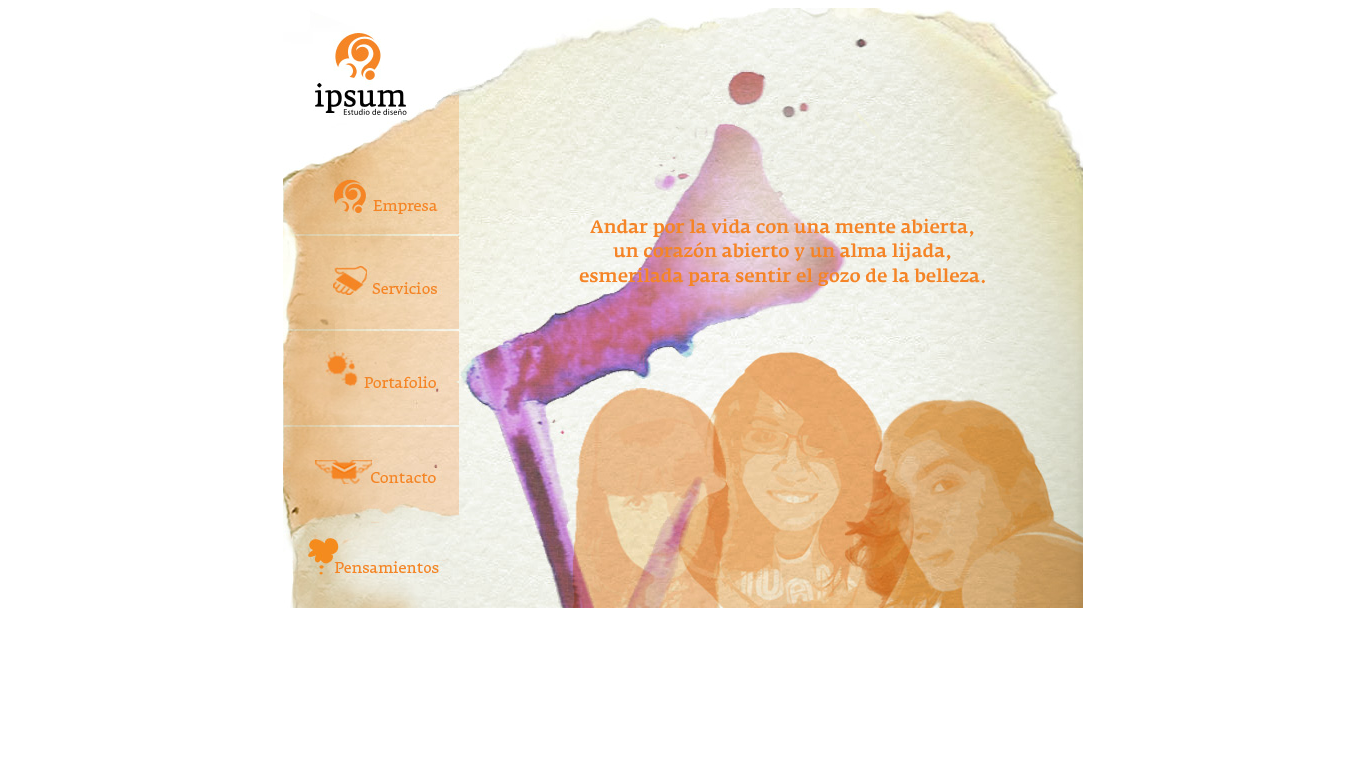 ipsum
Estudio de diseño
Empresa
Servicios
Portafolio
Contacto
Pensamientos
Andar por la vida con una mente abierta,
un corazón abierto y un alma lijada,
esmerilada para sentir el gozo de la belleza.